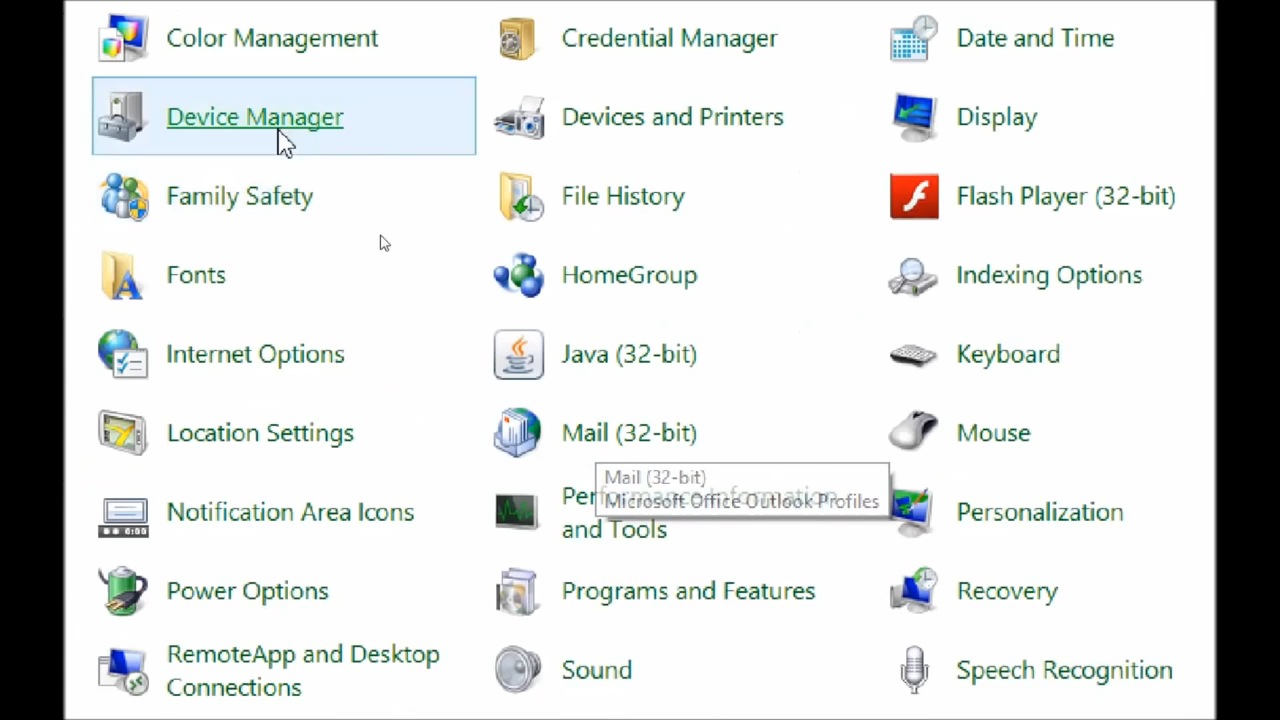 Color Management
Credential Manager
Date and Time
Device Manager
Devices and Printers
Display
Family Safety
File History
Flash Player (32-bit)
Fonts
HomeGroup
Indexing Options
Internet Options
Java (32-bit)
Keyboard
Location Settings
Mail (32-bit)
Mouse
Mail (32-bit)
Microsoft Office Outlook Profiles
Notification Area Icons
Performance Information
and Tools
Personalization
Power Options
Programs and Features
Recovery
RemoteApp and Desktop
Connections
Sound
Speech Recognition